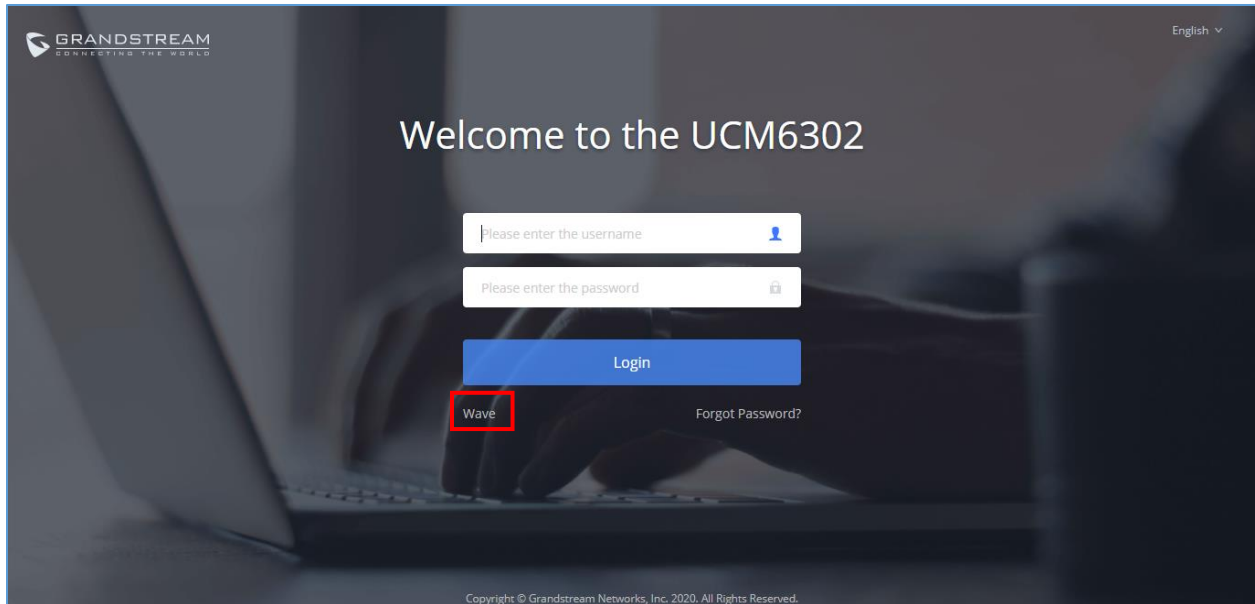 GRANDSTREAM
CONNECTING THE WORLD
English
Welcome to the UCM6302
Please enter the username
Please enter the password
Login
Wave
Forgot Password?
Copyright © Grandstream Networks, Inc. 2020. All Rights Reserved.